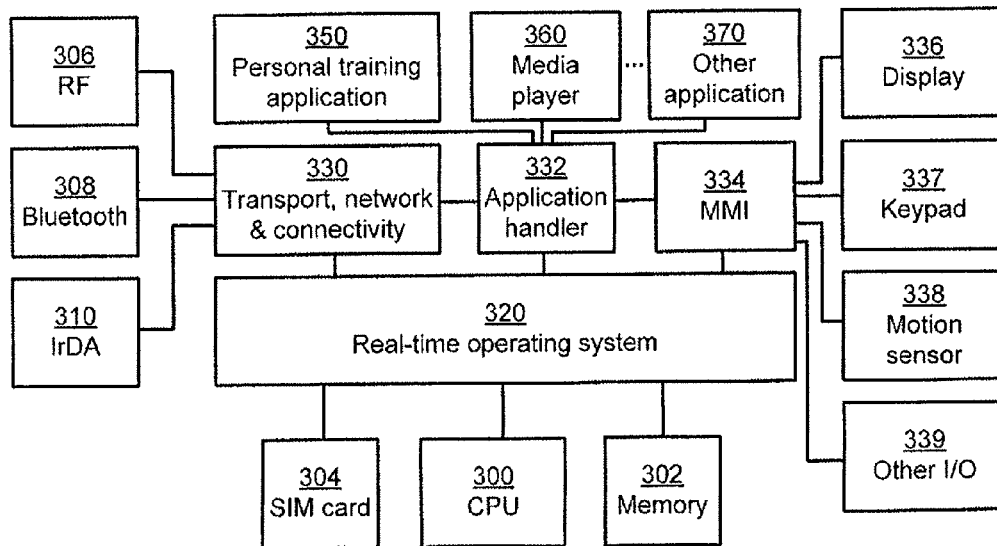 306
RF
350
Personal training
application
360
Media
player
...
370
Other
application
336
Display
308
Bluetooth
330
Transport, network
& connectivity
332
Application
handler
334
MMI
337
Keypad
310
IrDA
320
Real-time operating system
338
Motion
sensor
304
SIM card
300
CPU
302
Memory
339
Other I/O